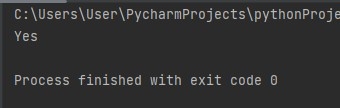 C:\Users\User\PycharmProjects\pythonProje
Yes
Process finished with exit code 0